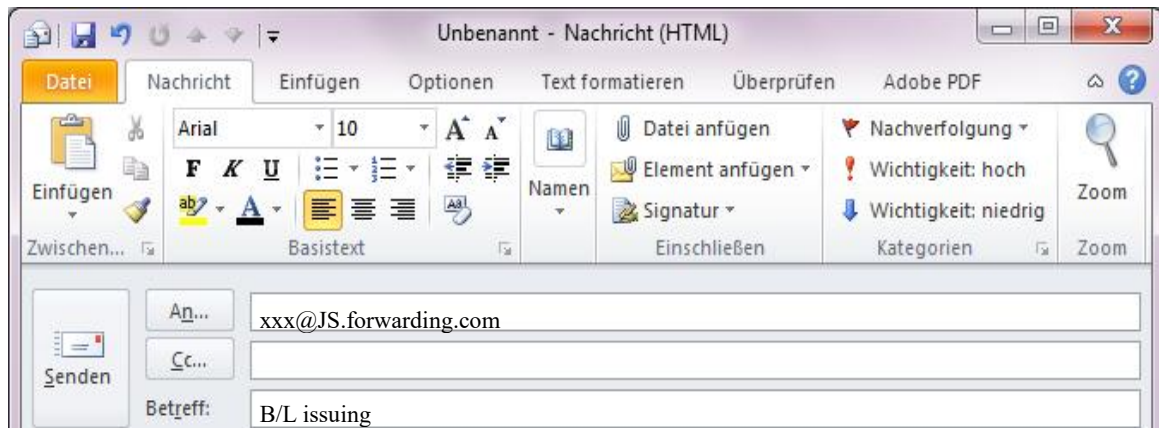 Unbenannt - Nachricht (HTML)
Datei Nachricht Einfügen Optionen Text formatieren Überprüfen Adobe PDF
Arial 10 A A Datei anfügen Nachverfolgung
F K U Element anfügen Wichtigkeit: hoch
Einfügen Namen Zoom
ab A Aa Signatur Wichtigkeit: niedrig
Zwischen... Basistext Einschließen Kategorien Zoom
An... xxx@JS.forwarding.com
Senden Cc...
Betreff: B/L issuing